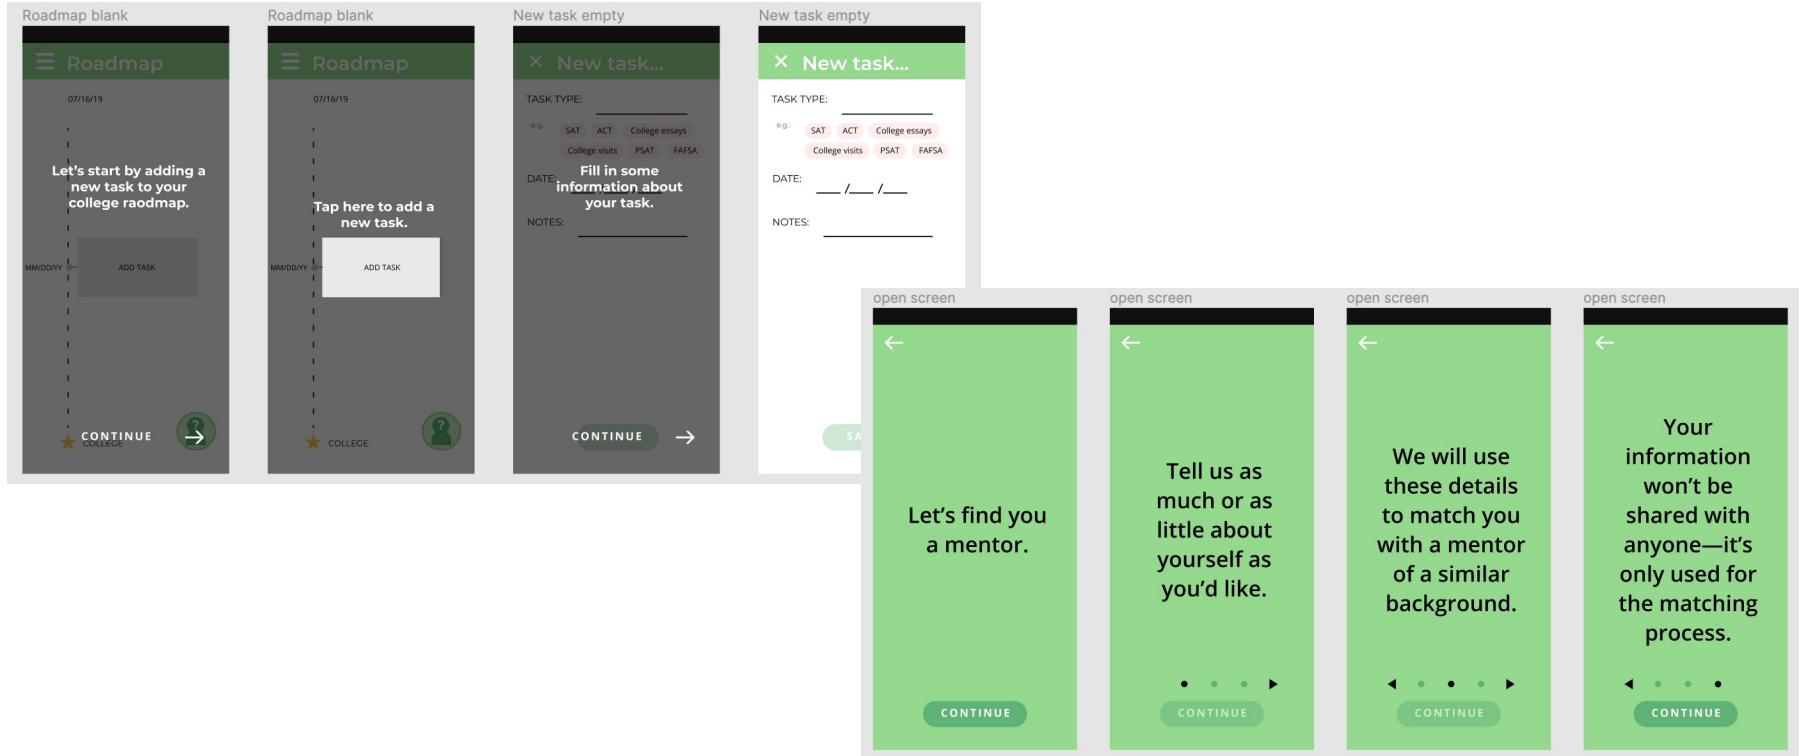 Roadmap blank
Roadmap
07/16/19
Let's start by adding a
new task to your
college raodmap.
MM/DD/YY
ADD TASK
CONTINUE
COLLEGE
?
Roadmap blank
Roadmap
07/16/19
Tap here to add a
new task.
MM/DD/YY
ADD TASK
COLLEGE
?
New task empty
New task...
TASK TYPE:
e.g.:
SAT ACT College essays
College visits PSAT FAFSA
Fill in some
DATE: / /
information about
your task.
NOTES:
CONTINUE
New task empty
New task...
TASK TYPE:
e.g.:
SAT ACT College essays
College visits PSAT FAFSA
DATE: / /
NOTES:
SA
open screen
Let's find you
a mentor.
CONTINUE
open screen
Tell us as
much or as
little about
yourself as
you'd like.
CONTINUE
open screen
We will use
these details
to match you
with a mentor
of a similar
background.
CONTINUE
open screen
Your
information
won't be
shared with
anyone—it's
only used for
the matching
process.
CONTINUE